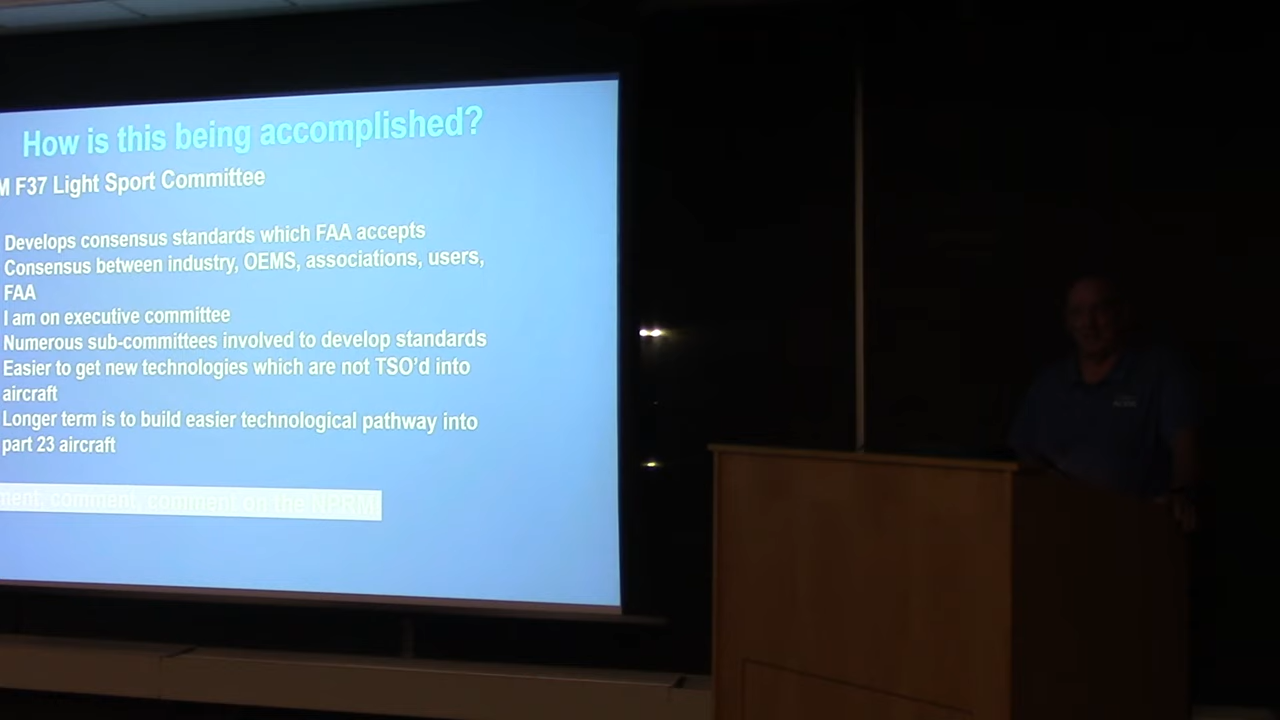 How is this being accomplished?
M F37 Light Sport Committee
Develops consensus standards which FAA accepts
Consensus between industry, OEMS, associations, users,
FAA
I am on executive committee
Numerous sub-committees involved to develop standards
Easier to get new technologies which are not TSO’d into
aircraft
Longer term is to build easier technological pathway into
part 23 aircraft
ment, comment, comment on the NPRM